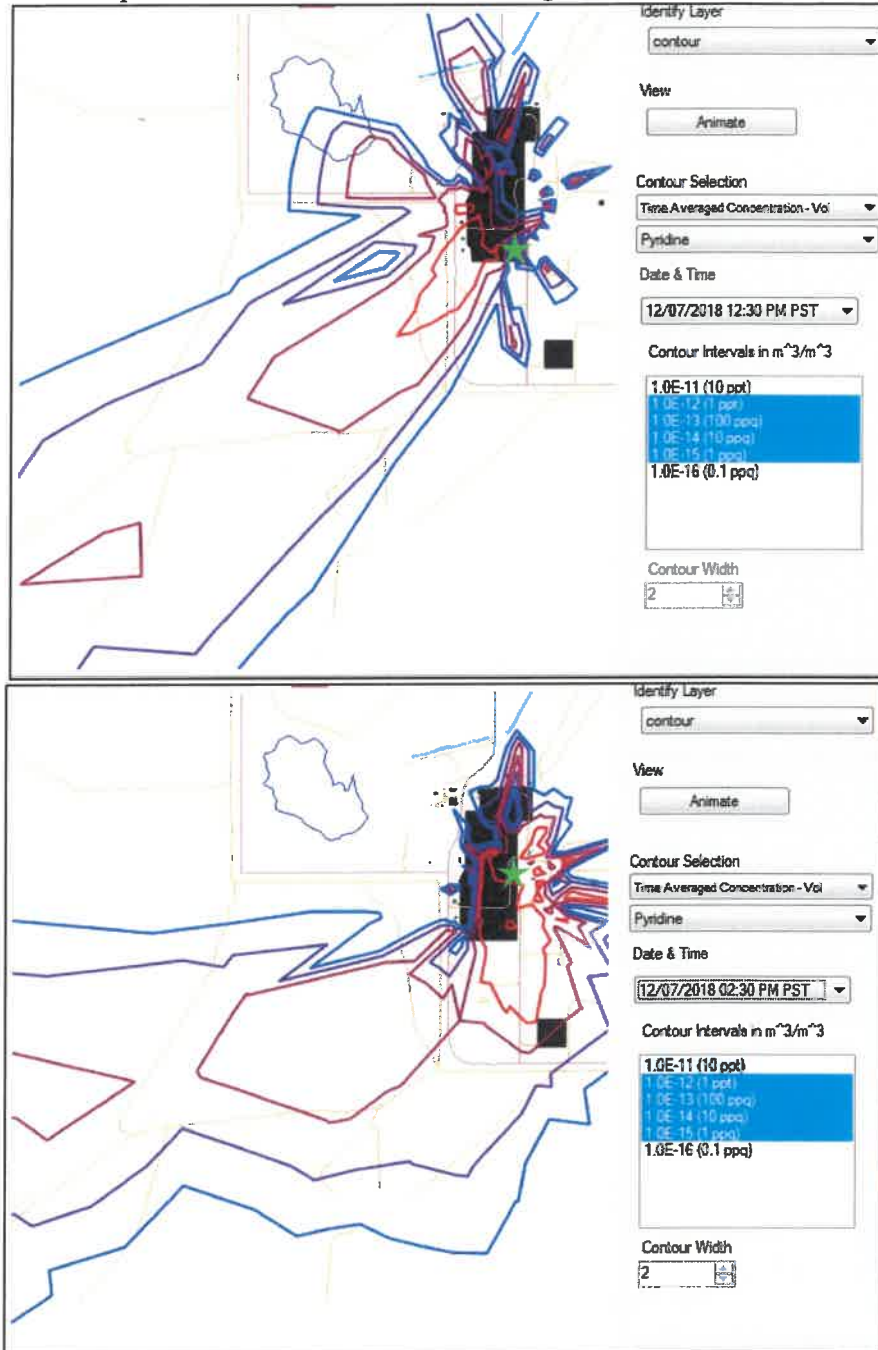 Identify Layer
contour
View
Animate
Contour Selection
Time Averaged Concentration - Vol
Pyridine
Date & Time
12/07/2018 12:30 PM PST
Contour Intervals in m^3/m^3
1.0E-11 (10 ppt)
1.0E-12 (1 ppt)
1.0E-13 (100 ppq)
1.0E-14 (10 ppq)
1.0E-15 (1 ppq)
1.0E-16 (0.1 ppq)
Contour Width
2
Identify Layer
contour
View
Animate
Contour Selection
Time Averaged Concentration - Vol
Pyridine
Date & Time
12/07/2018 02:30 PM PST
Contour Intervals in m^3/m^3
1.0E-11 (10 ppt)
1.0E-12 (1 ppt)
1.0E-13 (100 ppq)
1.0E-14 (10 ppq)
1.0E-15 (1 ppq)
1.0E-16 (0.1 ppq)
Contour Width
2